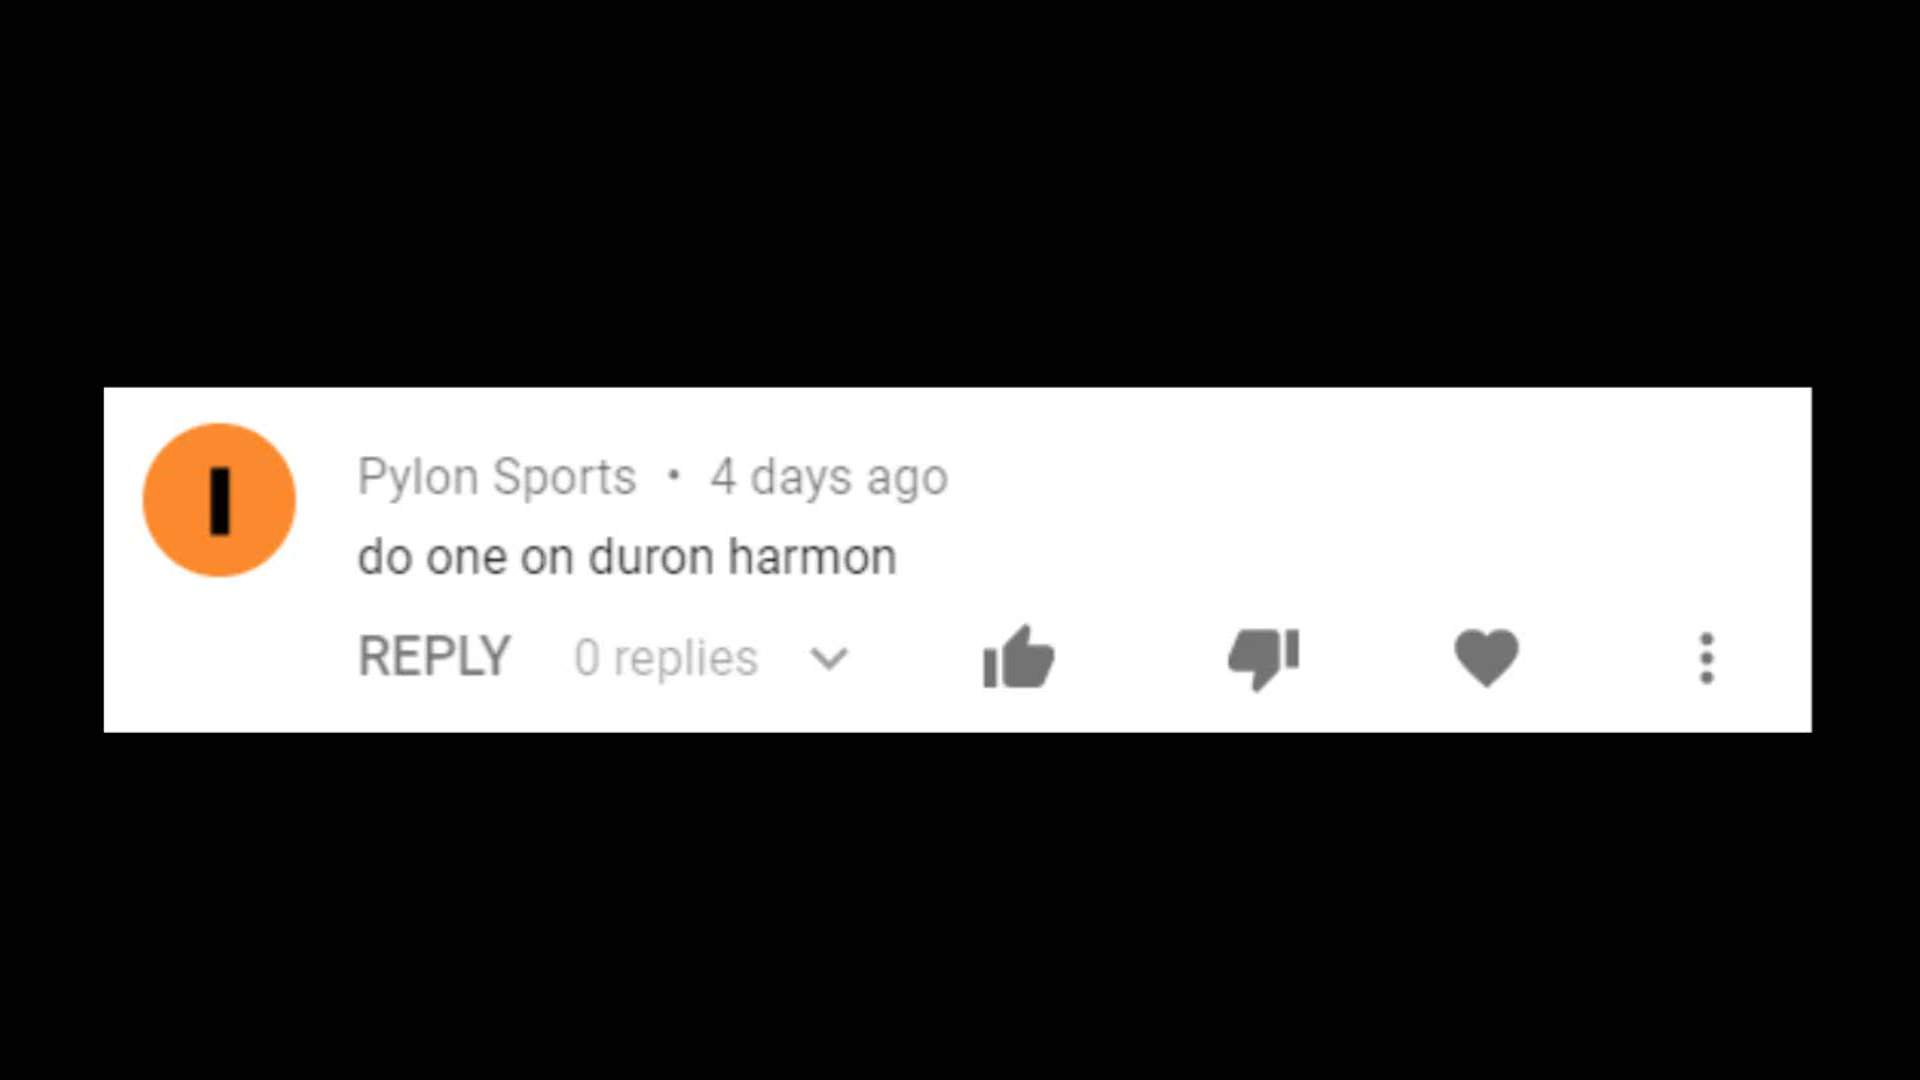 Pylon Sports • 4 days ago
do one on duron harmon
REPLY 0 replies